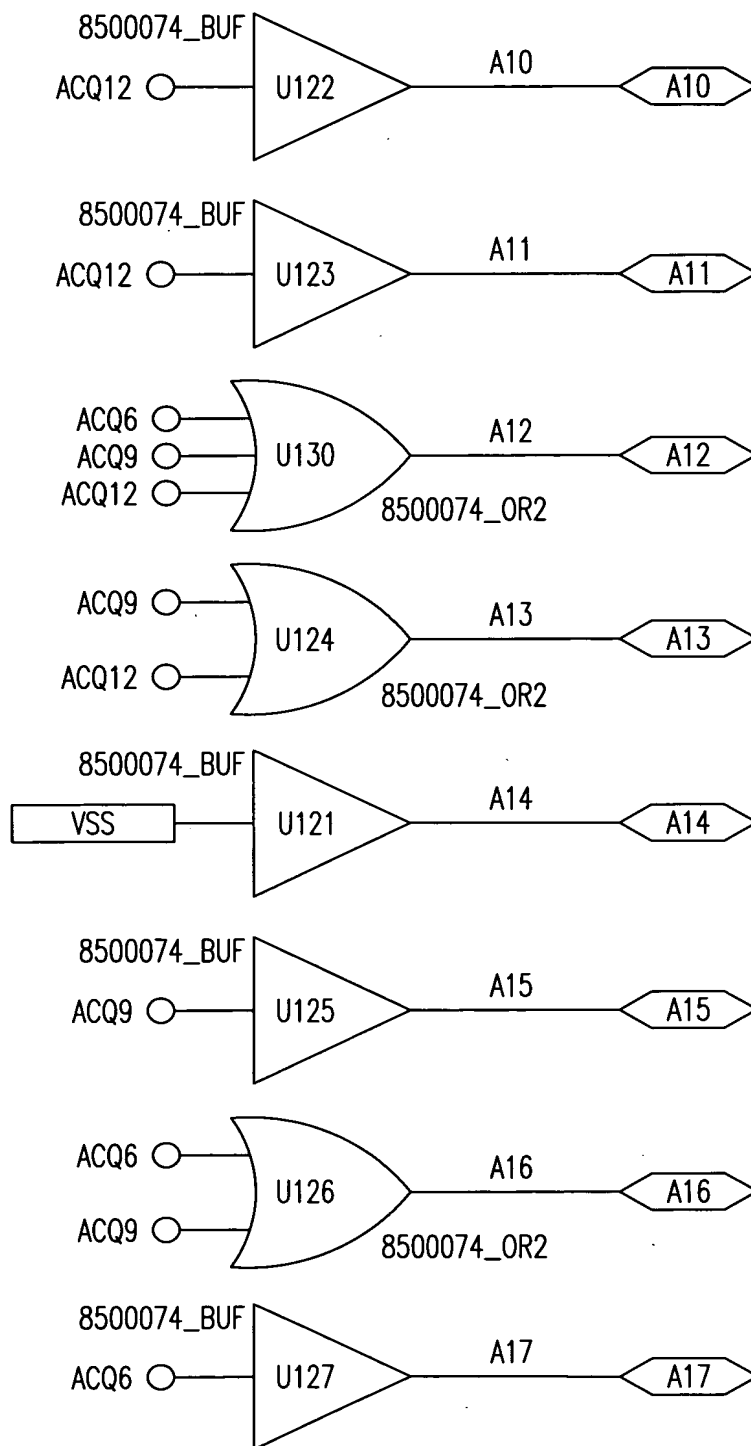 8500074_BUF
ACQ12 U122 A10 A10
8500074_BUF
ACQ12 U123 A11 A11
ACQ6
ACQ9 U130 A12 A12
ACQ12
8500074_OR2
ACQ9
U124 A13 A13
ACQ12
8500074_OR2
8500074_BUF
VSS U121 A14 A14
8500074_BUF
ACQ9 U125 A15 A15
ACQ6
U126 A16 A16
ACQ9
8500074_OR2
8500074_BUF
ACQ6 U127 A17 A17